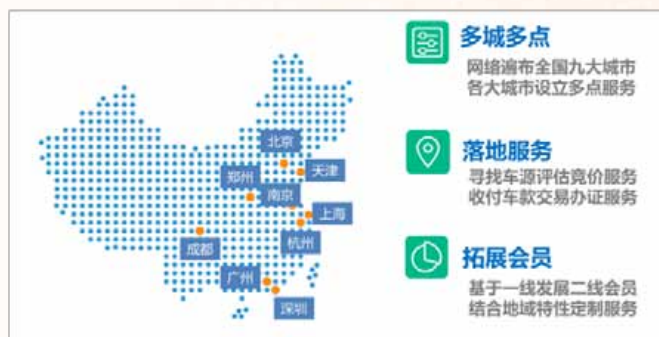 多城多点
网络遍布全国九大城市
各大城市设立多点服务
北京
天津
郑州
南京
上海
杭州
成都
广州
深圳
落地服务
寻找车源评估竞价服务
收付车款交易办证服务
拓展会员
基于一线发展二线会员
结合地域特性定制服务